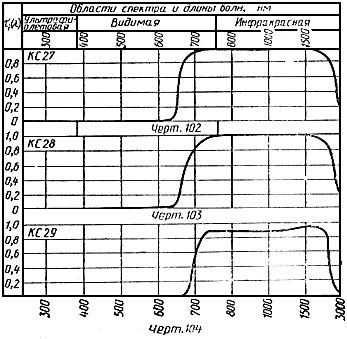 Области спектра и длины волн, нм
τᵢ(λ) Ультрафи-олетовая Видимая Инфракрасная
300 400 500 600 700 800 1000 1500
КС27
0,8
0,6
0,4
0,2
0
Черт. 102
1,0
КС28
0,8
0,6
0,4
0,2
0
Черт. 103
1,0
КС29
0,8
0,6
0,4
0,2
300 400 500 600 700 800 1000 1500 3000
Черт. 104